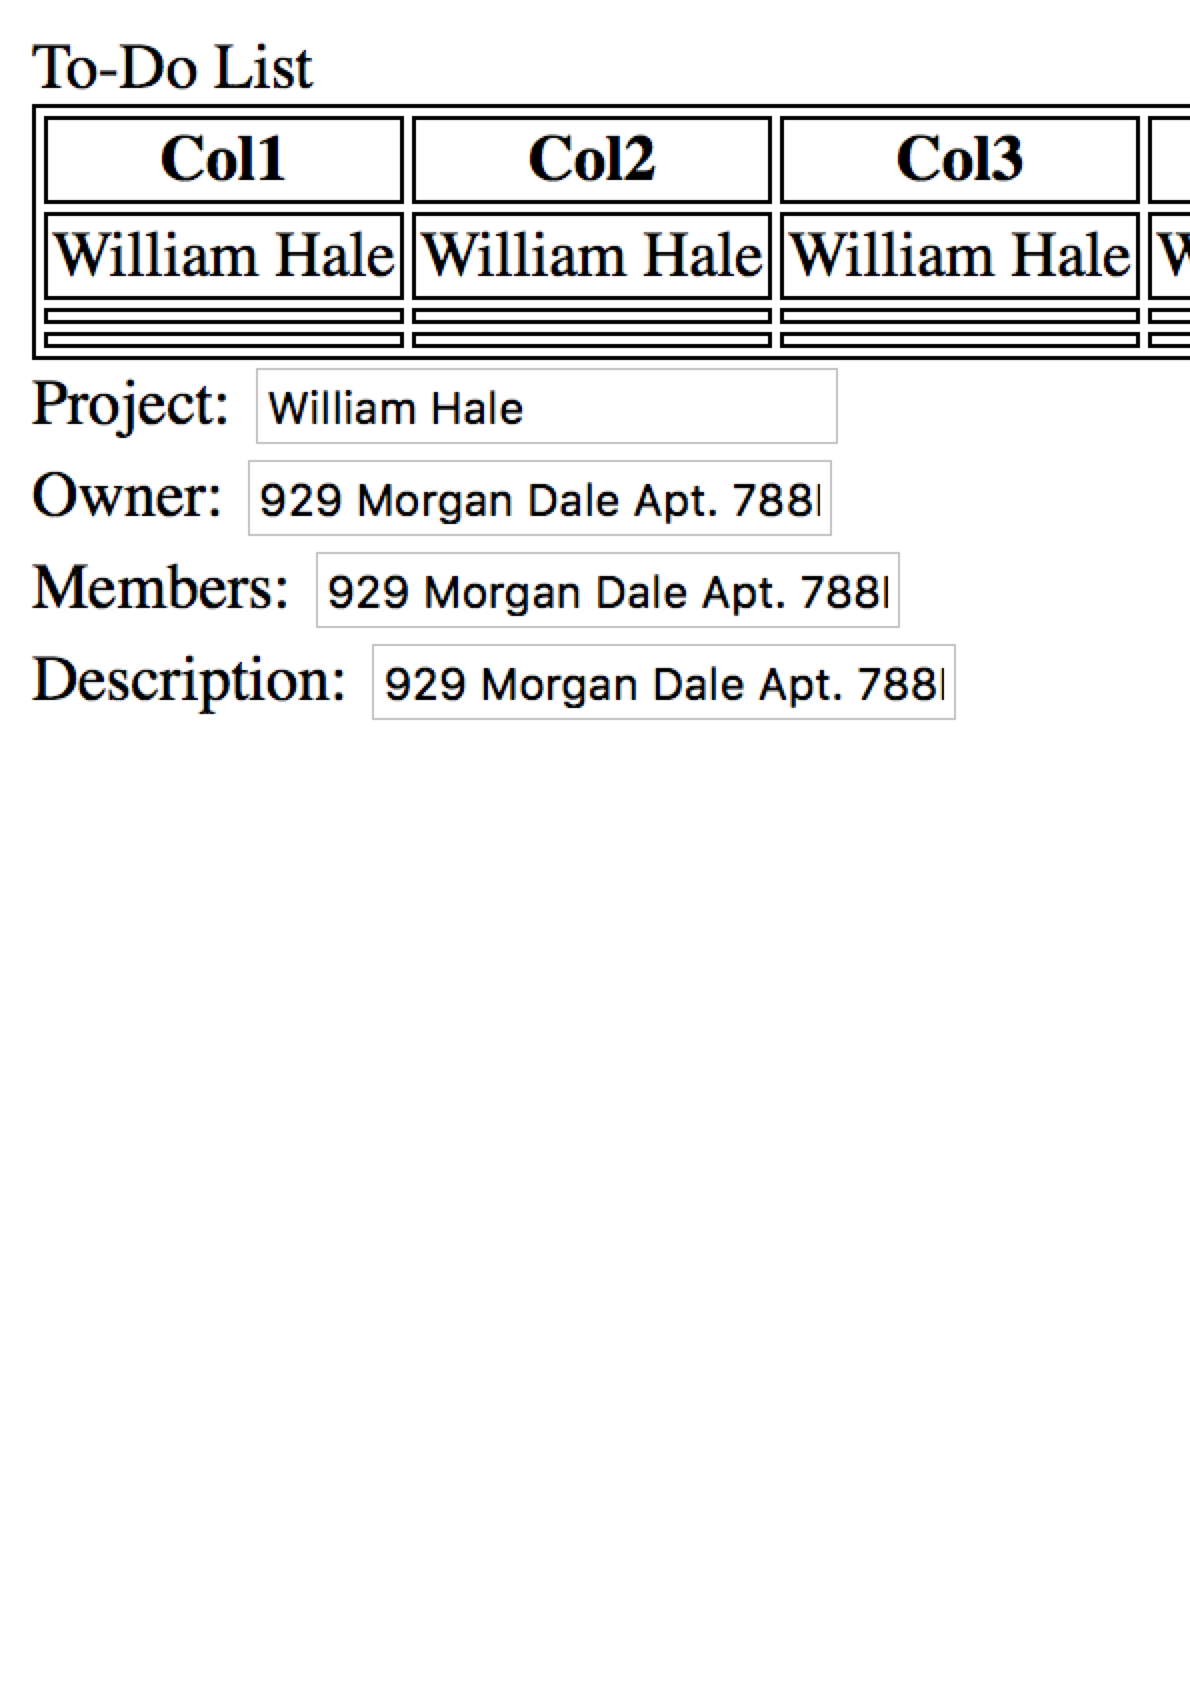 To-Do List
Col1 Col2 Col3
William Hale William Hale William Hale
Project: William Hale
Owner: 929 Morgan Dale Apt. 788
Members: 929 Morgan Dale Apt. 788
Description: 929 Morgan Dale Apt. 788